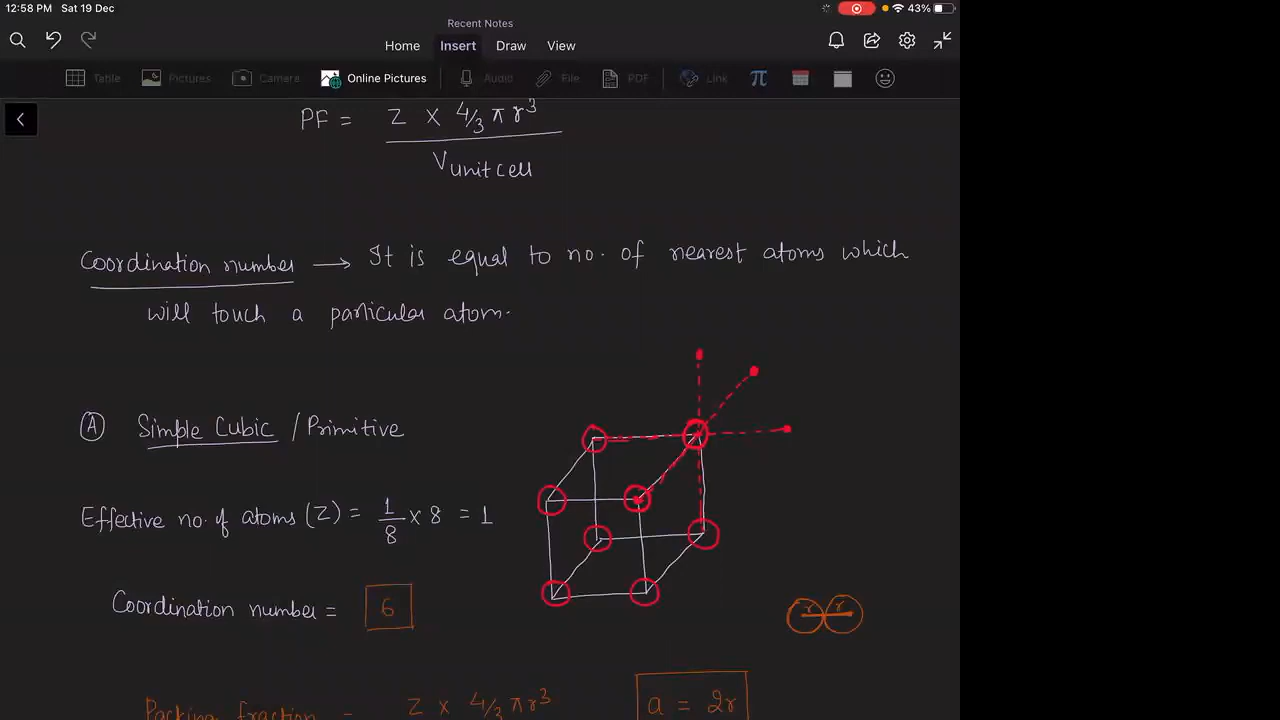 12:58 PM Sat 19 Dec
43%
Recent Notes
Home Insert Draw View
Table Pictures Camera Online Pictures Audio File PDF Link π
PF = Z × 4/3 π r³
V unit cell
Coordination number → It is equal to no. of nearest atoms which
will touch a particular atom.
Ⓐ Simple Cubic / Primitive
Effective no. of atoms (Z) = 1/8 × 8 = 1
Coordination number = 6
r r
Packing fraction = Z × 4/3 π r³
a = 2r